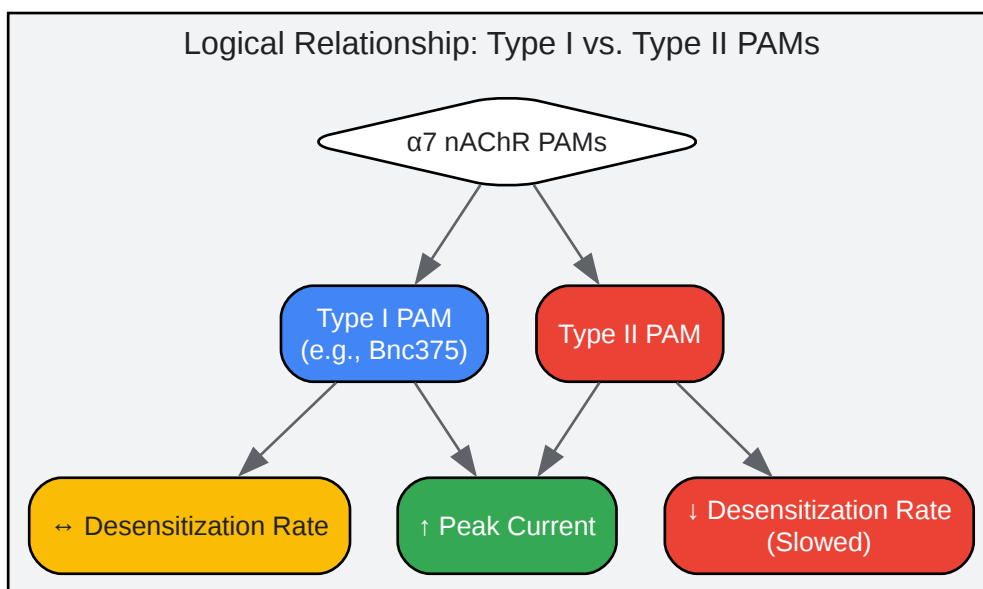 Logical Relationship: Type I vs. Type II PAMs
α7 nAChR PAMs
Type I PAM
(e.g., Bnc375)
Type II PAM
↔ Desensitization Rate
↑ Peak Current
↓ Desensitization Rate
(Slowed)